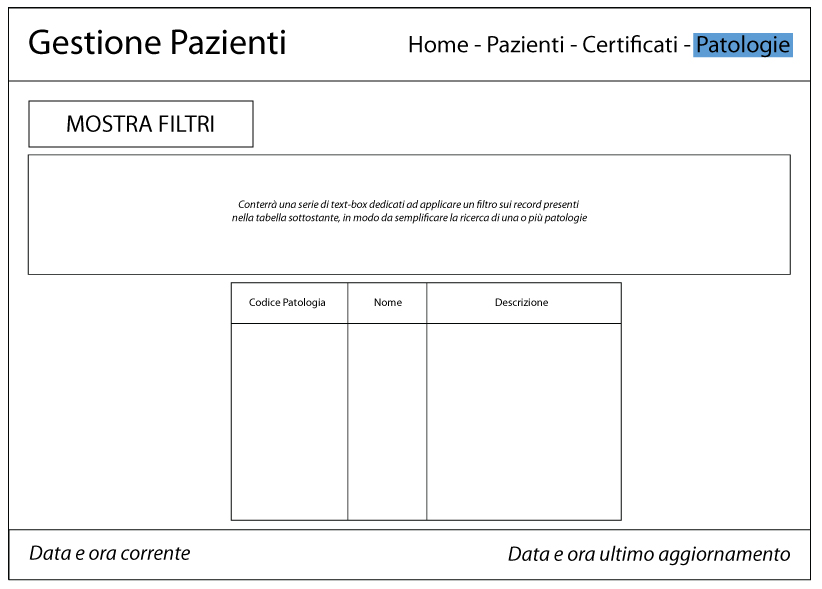 Gestione Pazienti
Home - Pazienti - Certificati - Patologie
MOSTRA FILTRI
Conterrà una serie di text-box dedicati ad applicare un filtro sui record presenti
nella tabella sottostante, in modo da semplificare la ricerca di una o più patologie
Codice Patologia
Nome
Descrizione
Data e ora corrente
Data e ora ultimo aggiornamento